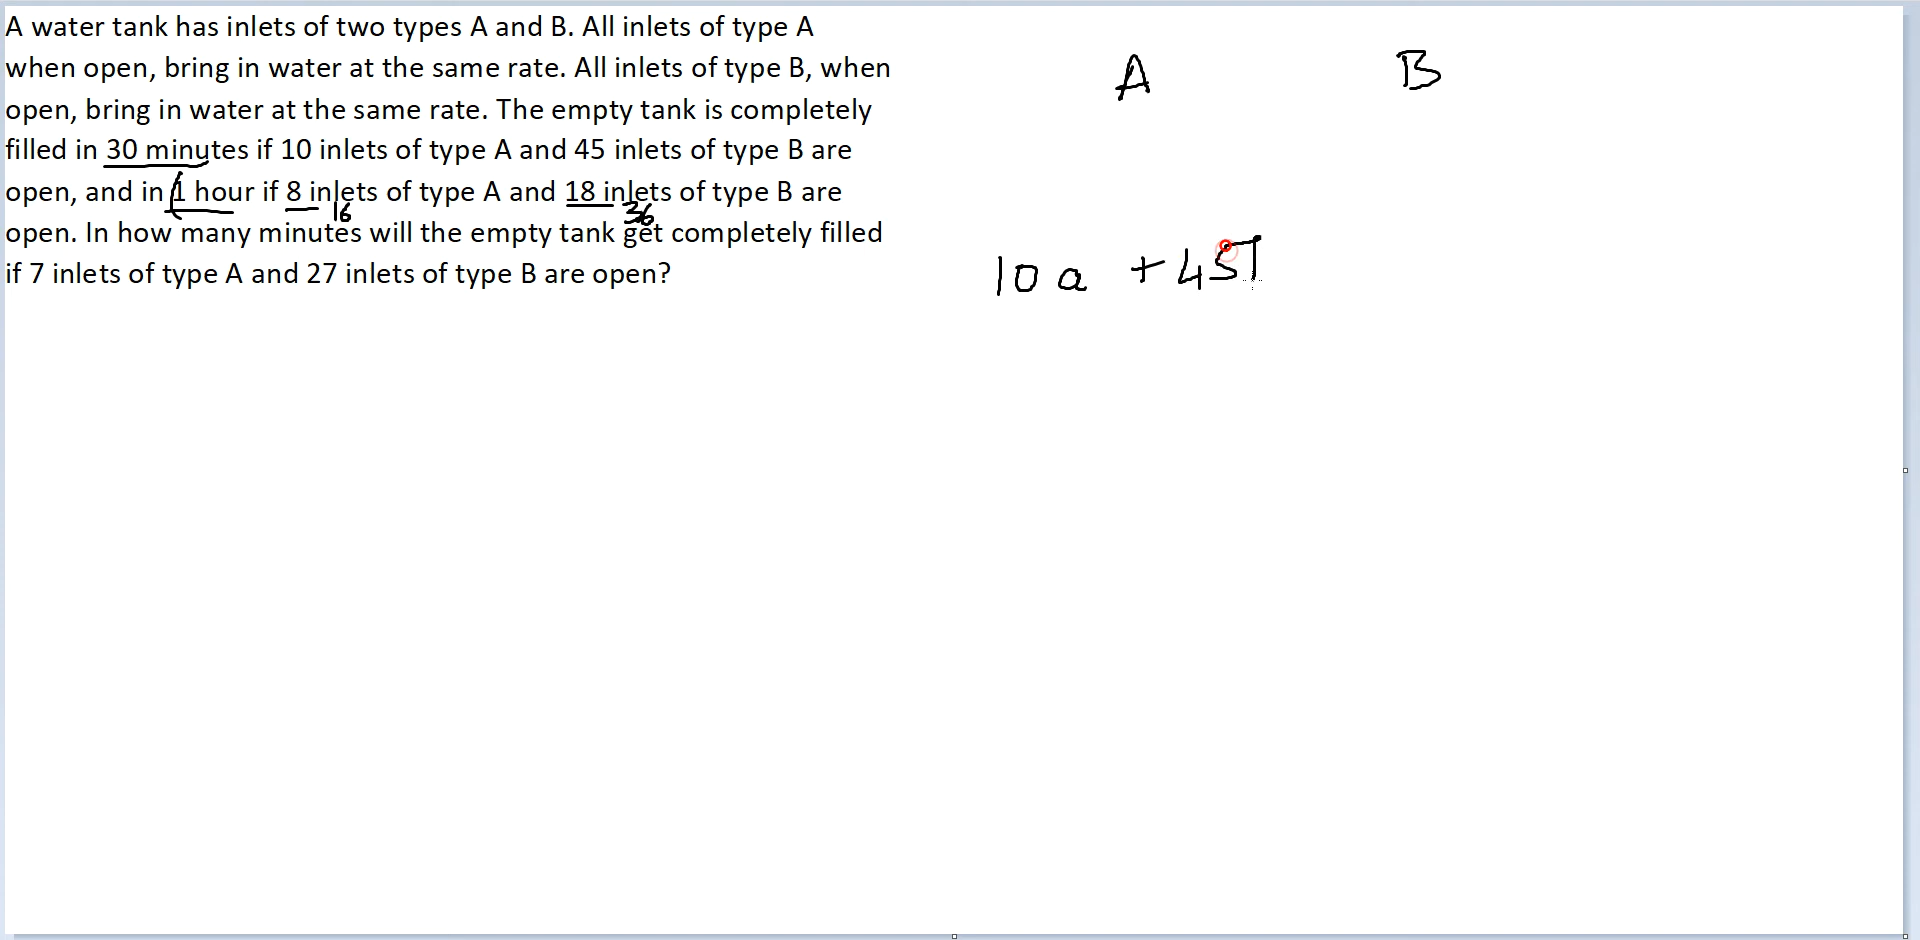 A water tank has inlets of two types A and B. All inlets of type A
when open, bring in water at the same rate. All inlets of type B, when
open, bring in water at the same rate. The empty tank is completely
filled in 30 minutes if 10 inlets of type A and 45 inlets of type B are
open, and in 1 hour if 8 inlets of type A and 18 inlets of type B are
16 36
open. In how many minutes will the empty tank get completely filled
if 7 inlets of type A and 27 inlets of type B are open?
A B
10 a + 45